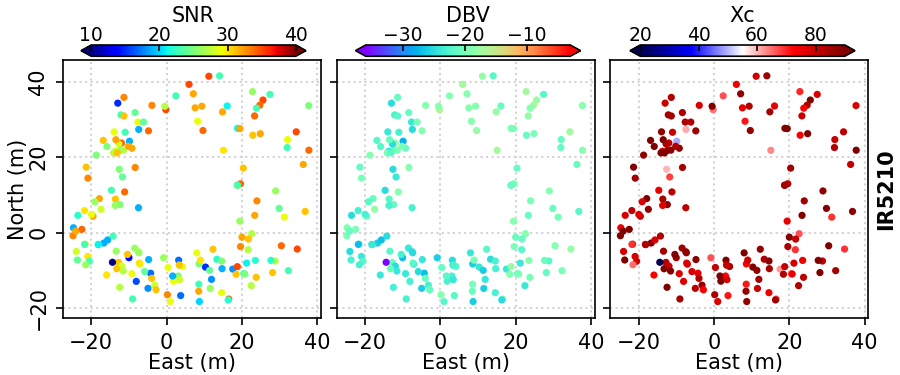 SNR DBV Xc
10 20 30 40 −30 −20 −10 20 40 60 80
40
20
0
−20
North (m)
−20 0 20 40 −20 0 20 40 −20 0 20 40
East (m) East (m) East (m)
IR5210